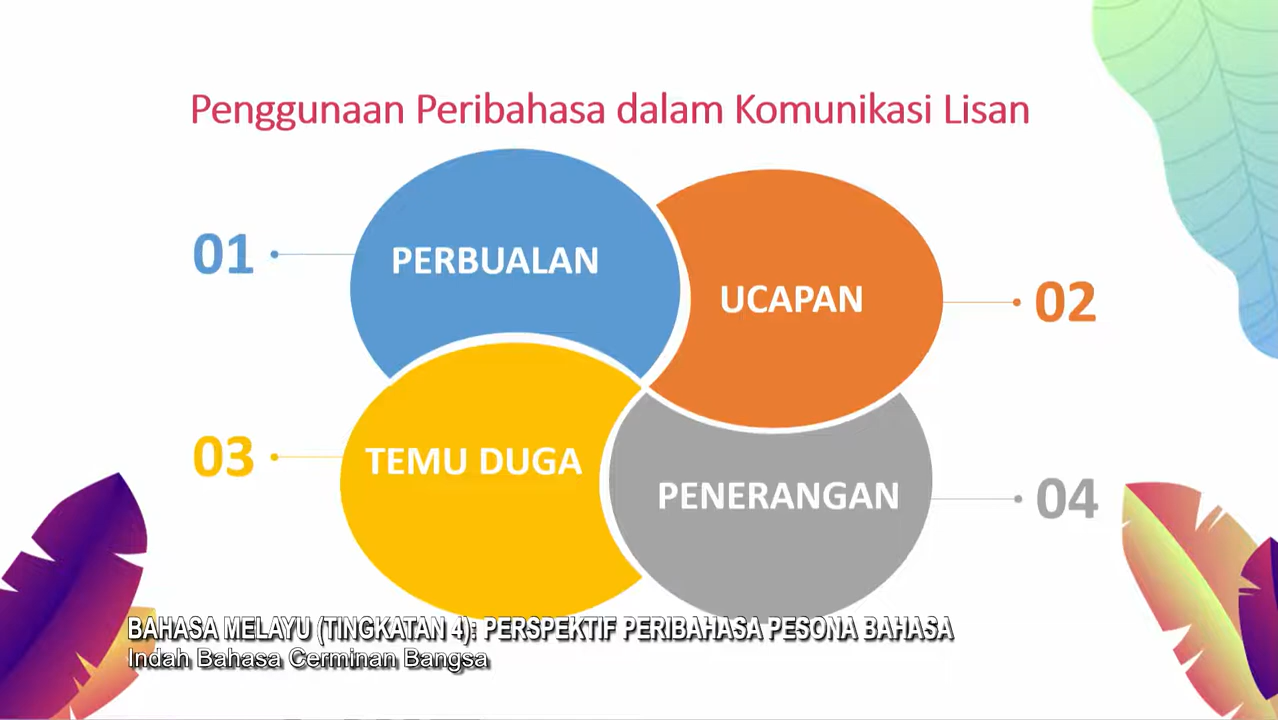 Penggunaan Peribahasa dalam Komunikasi Lisan
01
PERBUALAN
UCAPAN
02
03
TEMU DUGA
PENERANGAN
04
BAHASA MELAYU (TINGKATAN 4): PERSPEKTIF PERIBAHASA PESONA BAHASA
Indah Bahasa Cerminan Bangsa